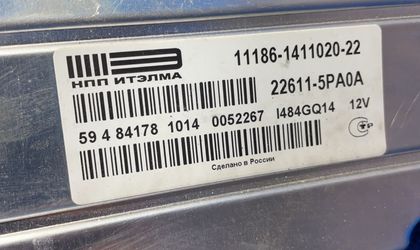 11186-1411020-22
НПП ИТЭЛМА
22611-5PA0A
59 4 84178 1014 0052267 I484GQ14 12V
Сделано в России